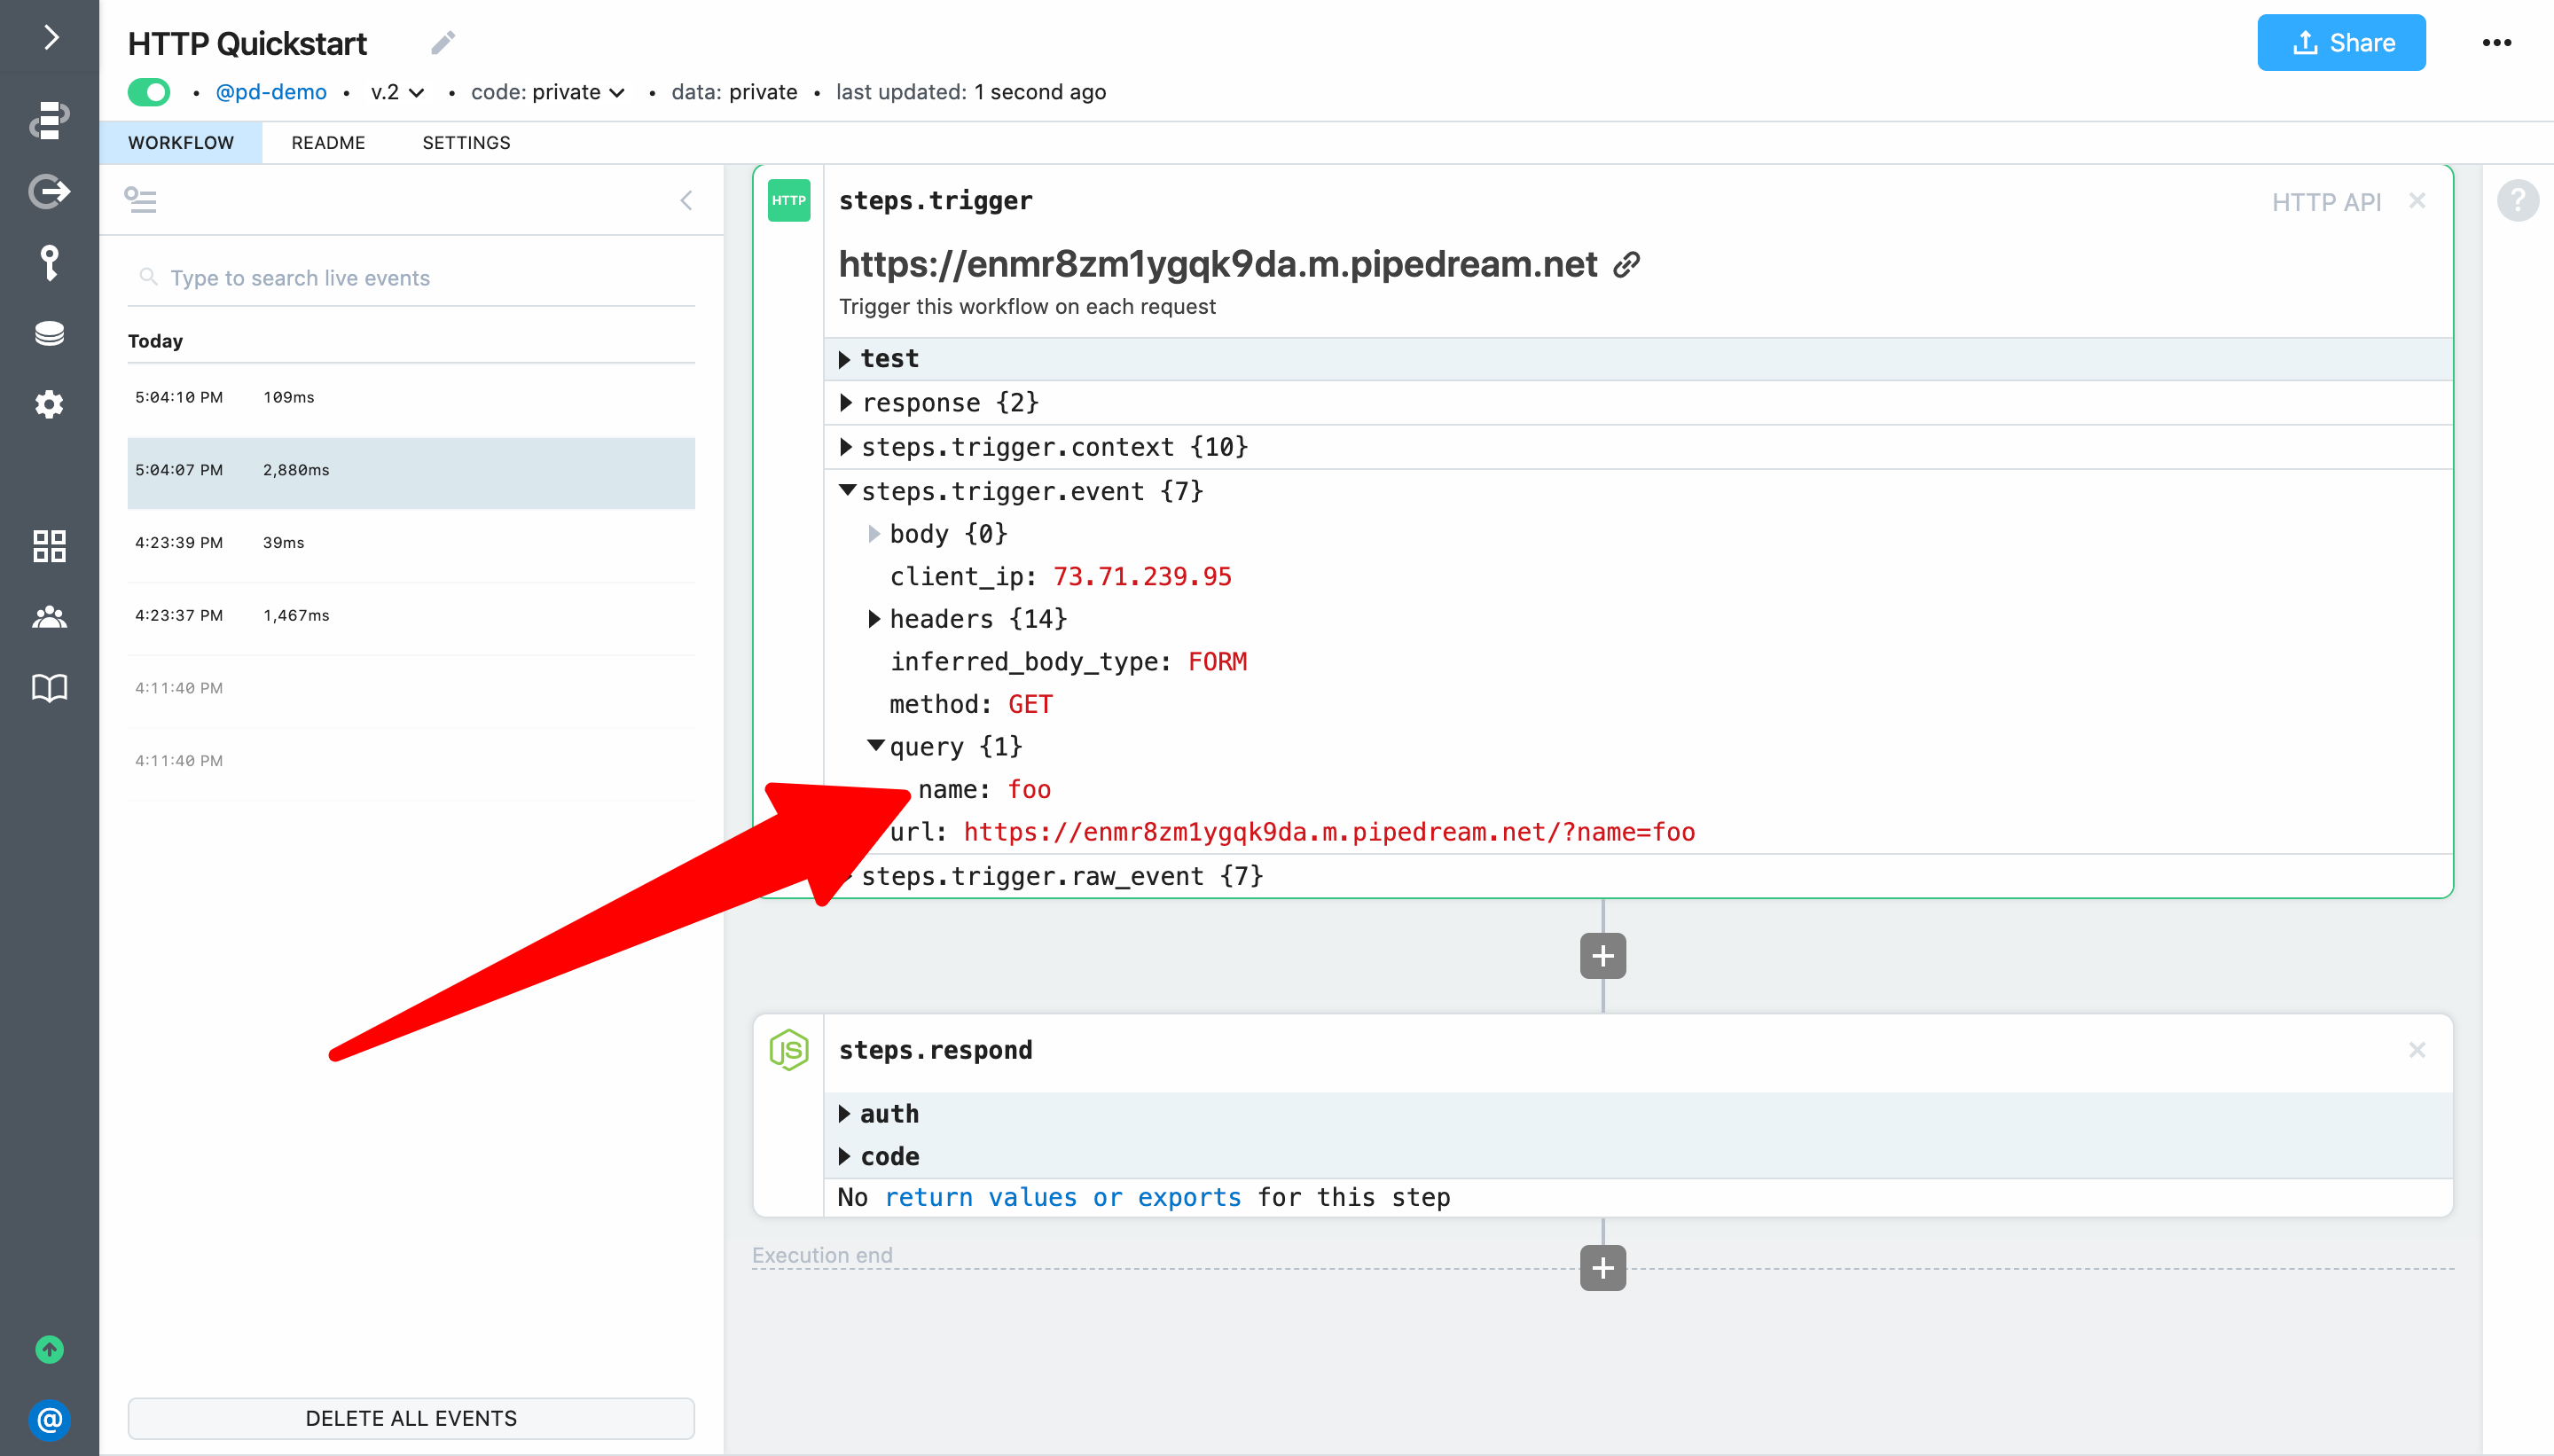 HTTP Quickstart
Share
• @pd-demo • v.2 • code: private • data: private • last updated: 1 second ago
WORKFLOW README SETTINGS
Type to search live events
Today
5:04:10 PM 109ms
5:04:07 PM 2,880ms
4:23:39 PM 39ms
4:23:37 PM 1,467ms
4:11:40 PM
4:11:40 PM
DELETE ALL EVENTS
HTTP steps.trigger HTTP API
https://enmr8zm1ygqk9da.m.pipedream.net
Trigger this workflow on each request
test
response {2}
steps.trigger.context {10}
steps.trigger.event {7}
body {0}
client_ip: 73.71.239.95
headers {14}
inferred_body_type: FORM
method: GET
query {1}
name: foo
url: https://enmr8zm1ygqk9da.m.pipedream.net/?name=foo
steps.trigger.raw_event {7}
JS steps.respond
auth
code
No return values or exports for this step
Execution end
@
?